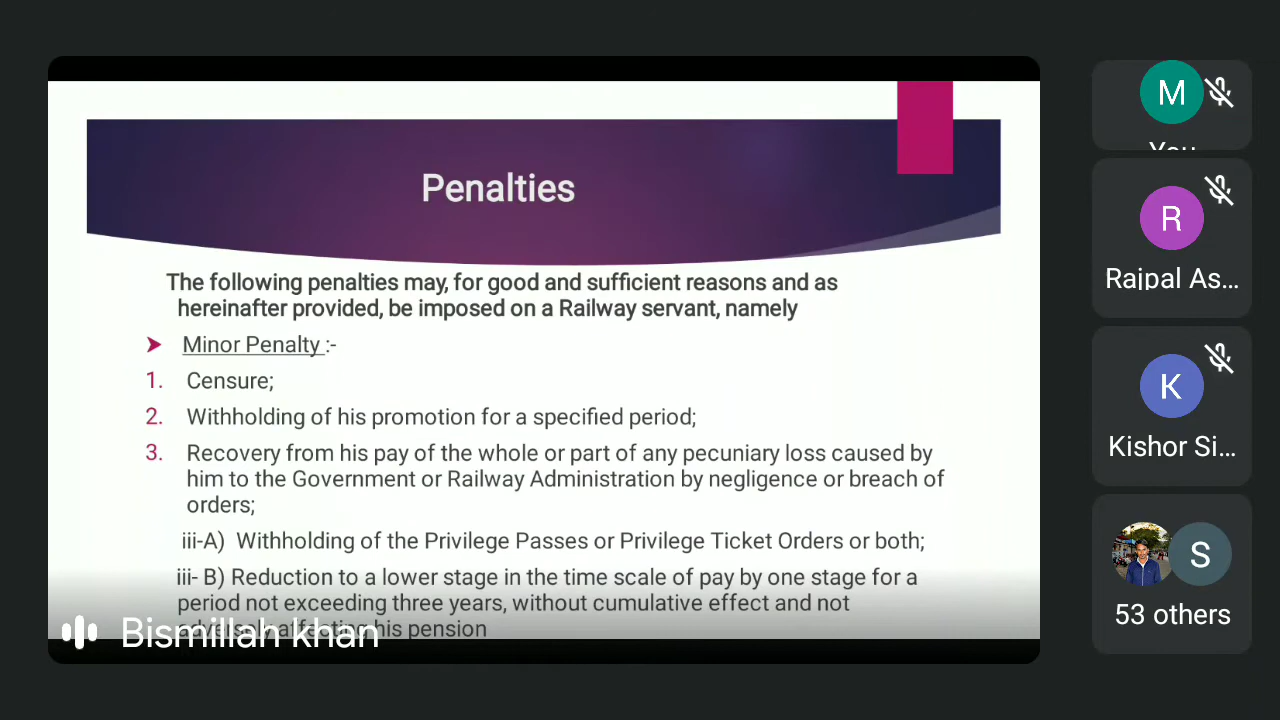 Penalties
The following penalties may, for good and sufficient reasons and as
hereinafter provided, be imposed on a Railway servant, namely
Minor Penalty :-
1. Censure;
2. Withholding of his promotion for a specified period;
3. Recovery from his pay of the whole or part of any pecuniary loss caused by
him to the Government or Railway Administration by negligence or breach of
orders;
iii-A) Withholding of the Privilege Passes or Privilege Ticket Orders or both;
iii- B) Reduction to a lower stage in the time scale of pay by one stage for a
period not exceeding three years, without cumulative effect and not
adversely affecting his pension
Bismillah khan
M
You
R
Rajpal As...
K
Kishor Si...
S
53 others